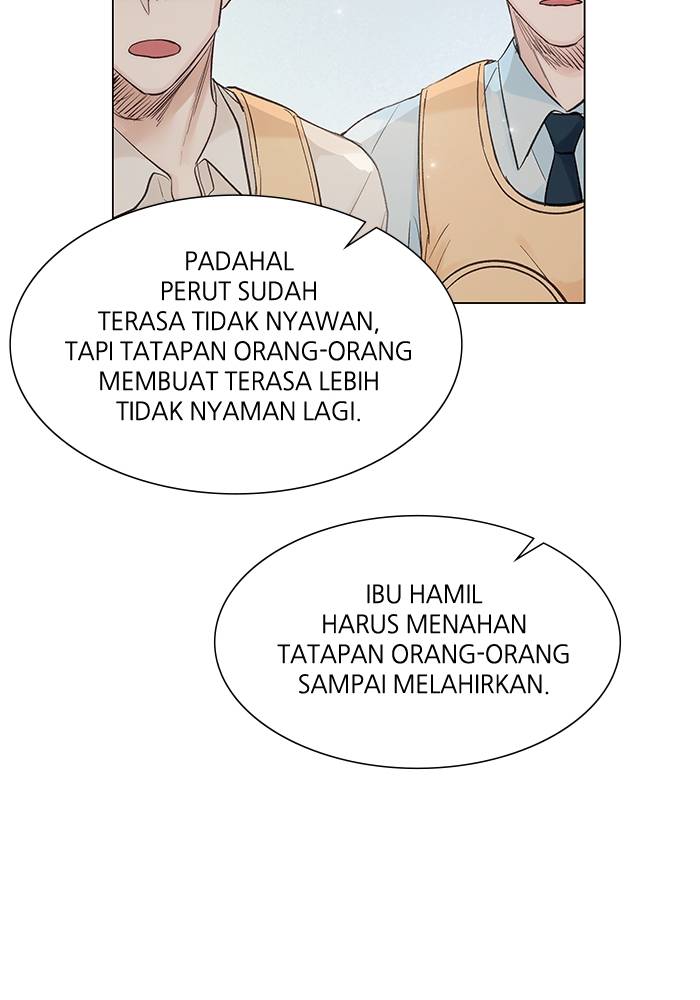 PADAHAL
PERUT SUDAH
TERASA TIDAK NYAWAN,
TAPI TATAPAN ORANG-ORANG
MEMBUAT TERASA LEBIH
TIDAK NYAMAN LAGI.
IBU HAMIL
HARUS MENAHAN
TATAPAN ORANG-ORANG
SAMPAI MELAHIRKAN.